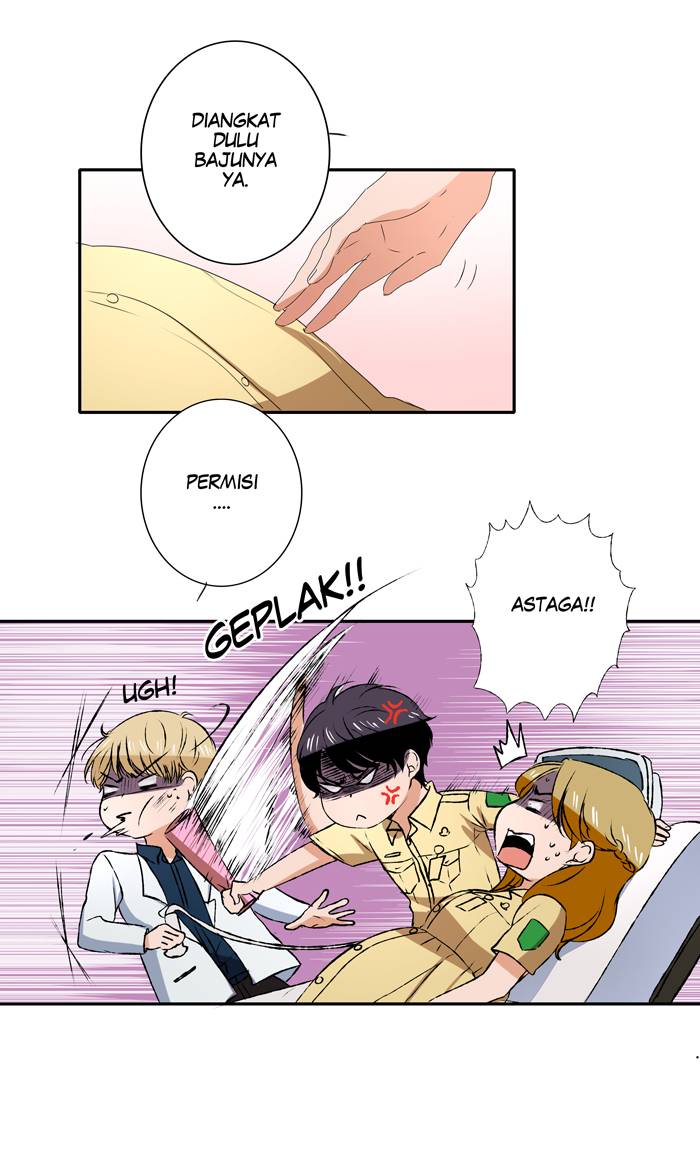 DIANGKAT
DULU
BAJUNYA
YA.
PERMISI
....
GEPLAK!!
ASTAGA!!
UGH!